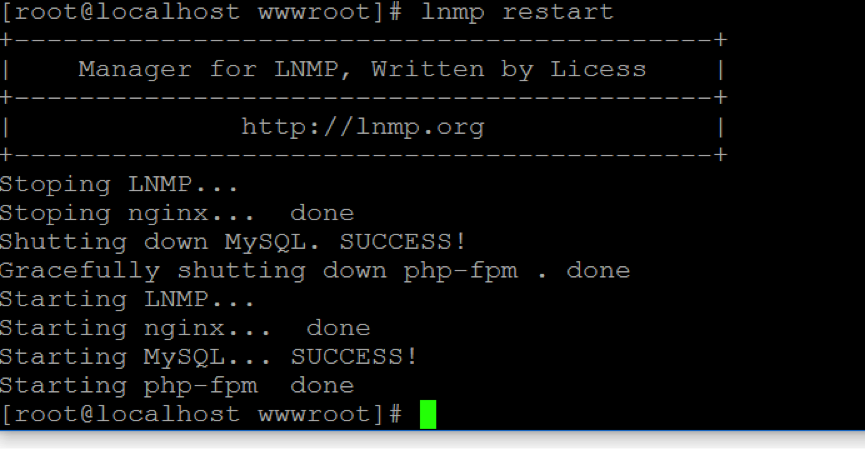 [root@localhost wwwroot]# lnmp restart
+-------------------------------------------+
|    Manager for LNMP, Written by Licess    |
+-------------------------------------------+
|              http://lnmp.org              |
+-------------------------------------------+
Stoping LNMP...
Stoping nginx...  done
Shutting down MySQL. SUCCESS!
Gracefully shutting down php-fpm . done
Starting LNMP...
Starting nginx...  done
Starting MySQL... SUCCESS!
Starting php-fpm  done
[root@localhost wwwroot]#